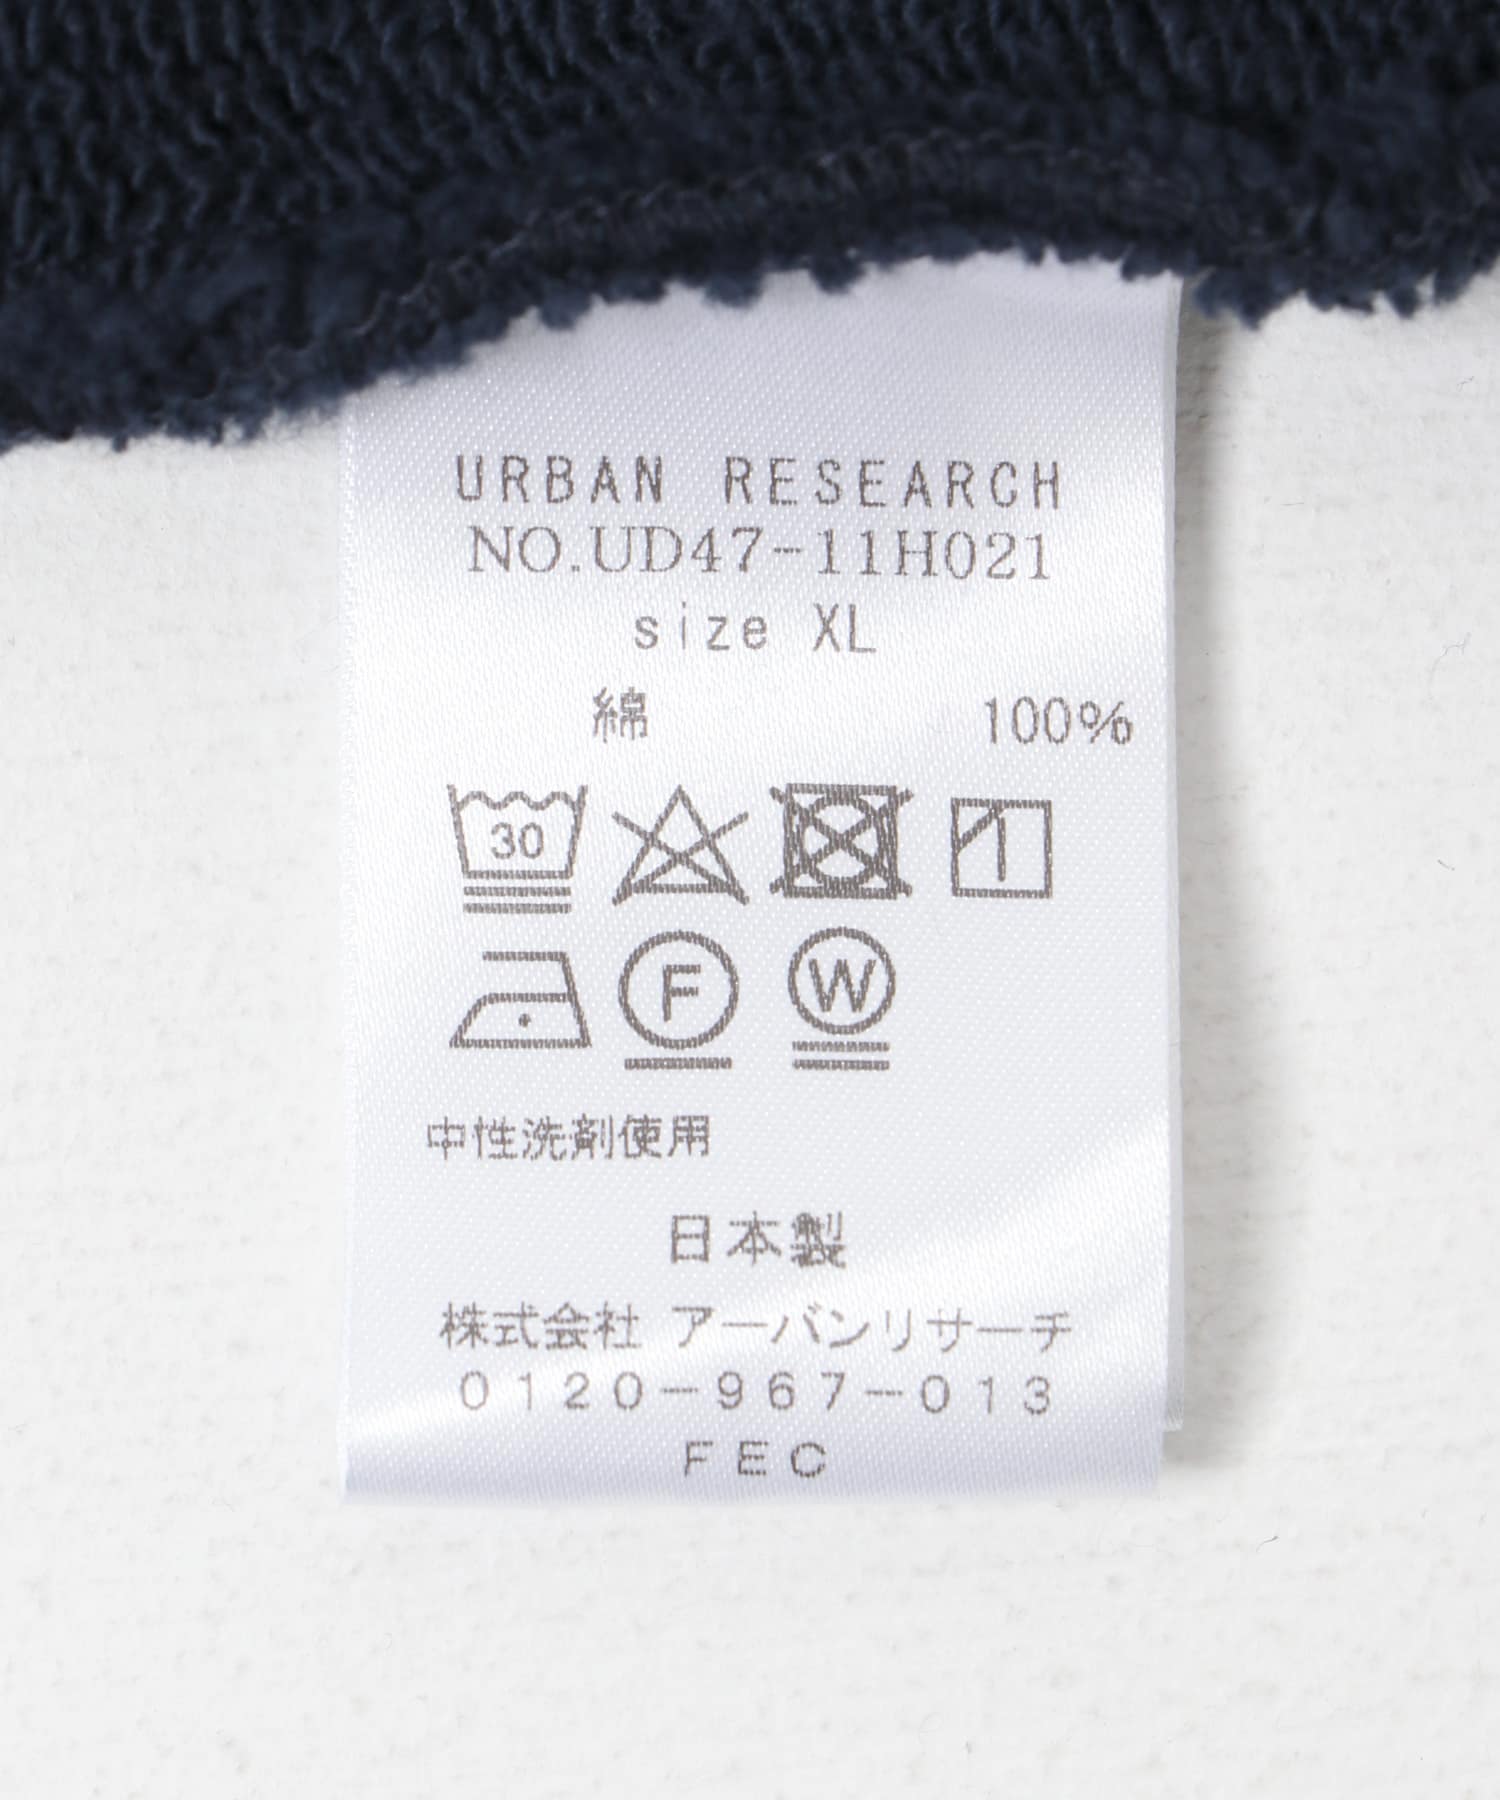 URBAN RESEARCH
NO.UD47-11H021
size XL
綿 100%
30
F W
中性洗剤使用
日本製
株式会社 アーバンリサーチ
0120-967-013
FEC